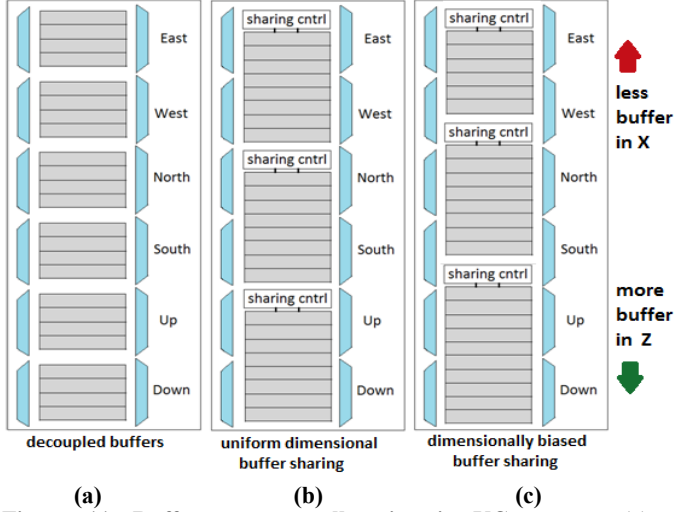 East
West
North
South
Up
Down
decoupled buffers
(a)
sharing cntrl
East
West
sharing cntrl
North
South
sharing cntrl
Up
Down
uniform dimensional
buffer sharing
(b)
sharing cntrl
East
West
sharing cntrl
North
South
sharing cntrl
Up
Down
dimensionally biased
buffer sharing
(c)
less
buffer
in X
more
buffer
in Z